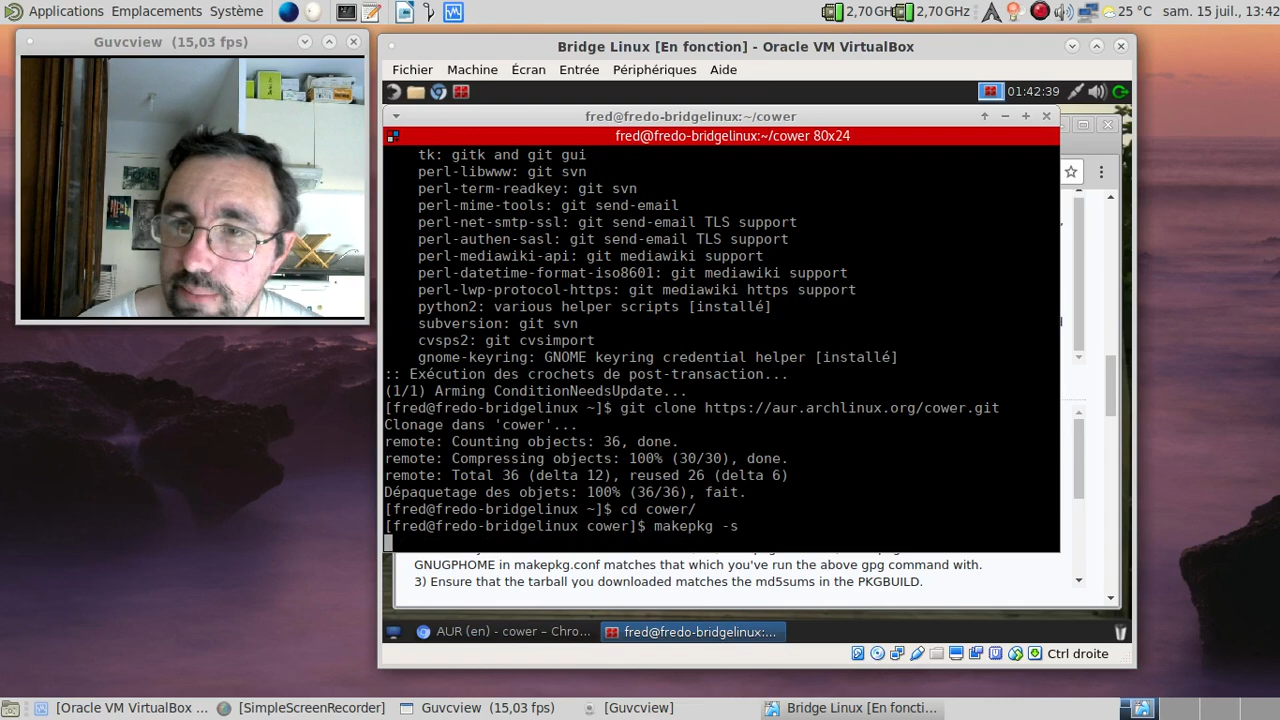 Applications Emplacements Système
2,70 GHz 2,70 GHz 25 °C sam. 15 juil., 13:42
Guvcview (15,03 fps)
Bridge Linux [En fonction] - Oracle VM VirtualBox
Fichier Machine Écran Entrée Périphériques Aide
01:42:39
fred@fredo-bridgelinux:~/cower
fred@fredo-bridgelinux:~/cower 80x24
tk: gitk and git gui
perl-libwww: git svn
perl-term-readkey: git svn
perl-mime-tools: git send-email
perl-net-smtp-ssl: git send-email TLS support
perl-authen-sasl: git send-email TLS support
perl-mediawiki-api: git mediawiki support
perl-datetime-format-iso8601: git mediawiki support
perl-lwp-protocol-https: git mediawiki https support
python2: various helper scripts [installé]
subversion: git svn
cvsps2: git cvsimport
gnome-keyring: GNOME keyring credential helper [installé]
:: Exécution des crochets de post-transaction...
(1/1) Arming ConditionNeedsUpdate...
[fred@fredo-bridgelinux ~]$ git clone https://aur.archlinux.org/cower.git
Clonage dans 'cower'...
remote: Counting objects: 36, done.
remote: Compressing objects: 100% (30/30), done.
remote: Total 36 (delta 12), reused 26 (delta 6)
Dépaquetage des objets: 100% (36/36), fait.
[fred@fredo-bridgelinux ~]$ cd cower/
[fred@fredo-bridgelinux cower]$ makepkg -s
GNUGPHOME in makepkg.conf matches that which you've run the above gpg command with.
3) Ensure that the tarball you downloaded matches the md5sums in the PKGBUILD.
AUR (en) - cower – Chro... fred@fredo-bridgelinux:...
Ctrl droite
[Oracle VM VirtualBox ... [SimpleScreenRecorder] Guvcview (15,03 fps) [Guvcview] Bridge Linux [En foncti...